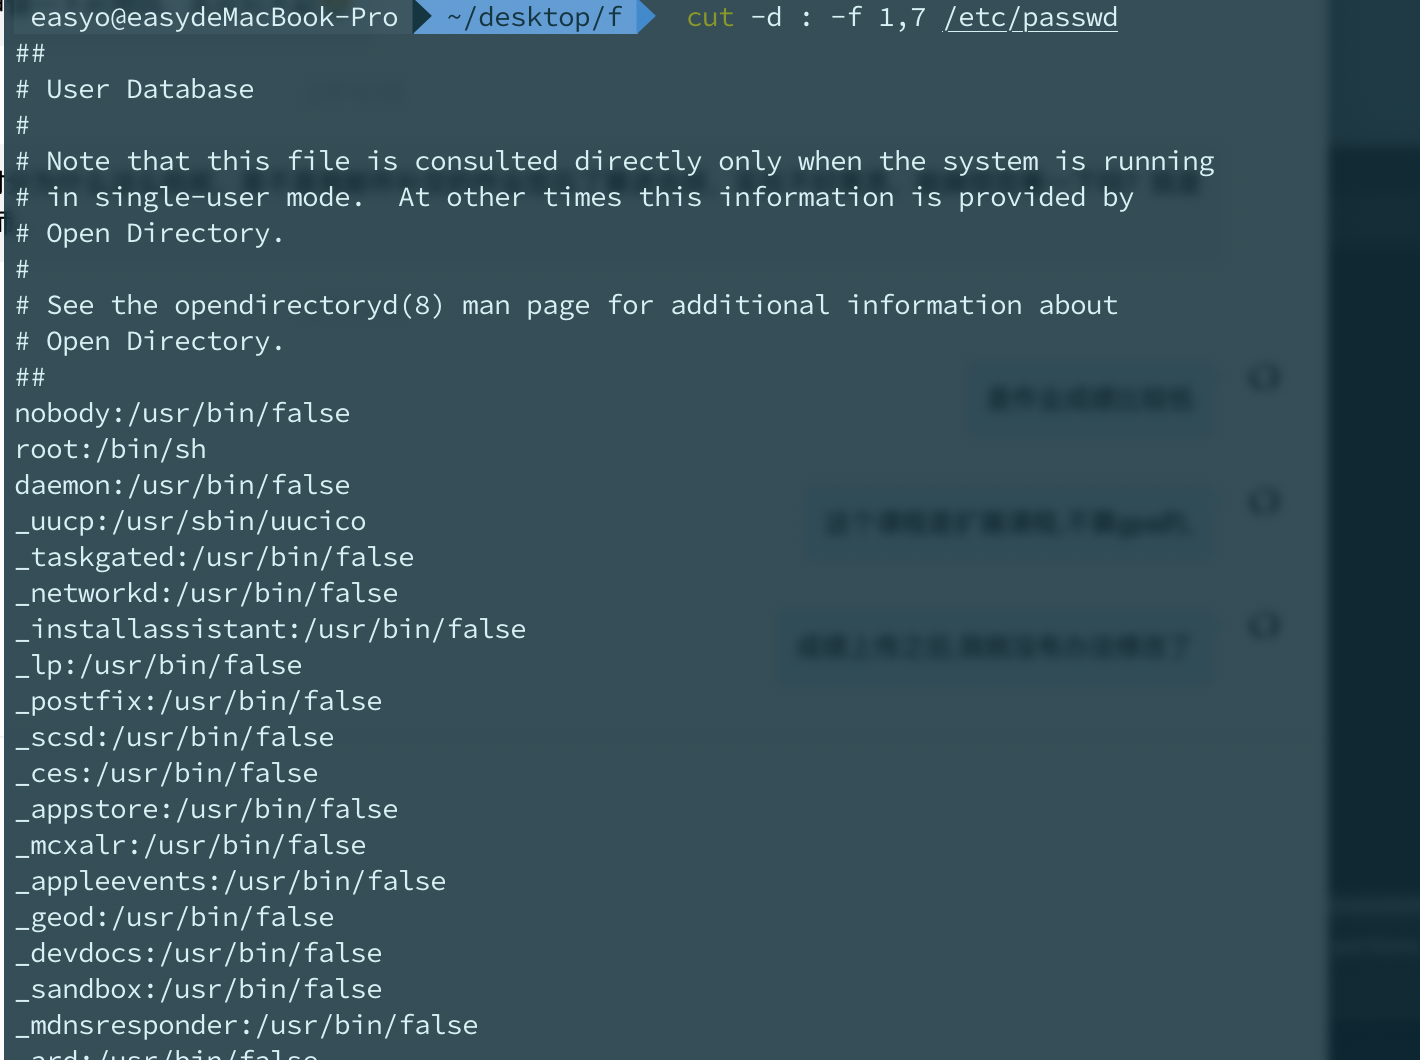 easyo@easydeMacBook-Pro ~/desktop/f cut -d : -f 1,7 /etc/passwd
##
# User Database
#
# Note that this file is consulted directly only when the system is running
# in single-user mode.  At other times this information is provided by
# Open Directory.
#
# See the opendirectoryd(8) man page for additional information about
# Open Directory.
##
nobody:/usr/bin/false
root:/bin/sh
daemon:/usr/bin/false
_uucp:/usr/sbin/uucico
_taskgated:/usr/bin/false
_networkd:/usr/bin/false
_installassistant:/usr/bin/false
_lp:/usr/bin/false
_postfix:/usr/bin/false
_scsd:/usr/bin/false
_ces:/usr/bin/false
_appstore:/usr/bin/false
_mcxalr:/usr/bin/false
_appleevents:/usr/bin/false
_geod:/usr/bin/false
_devdocs:/usr/bin/false
_sandbox:/usr/bin/false
_mdnsresponder:/usr/bin/false
_ard:/usr/bin/false